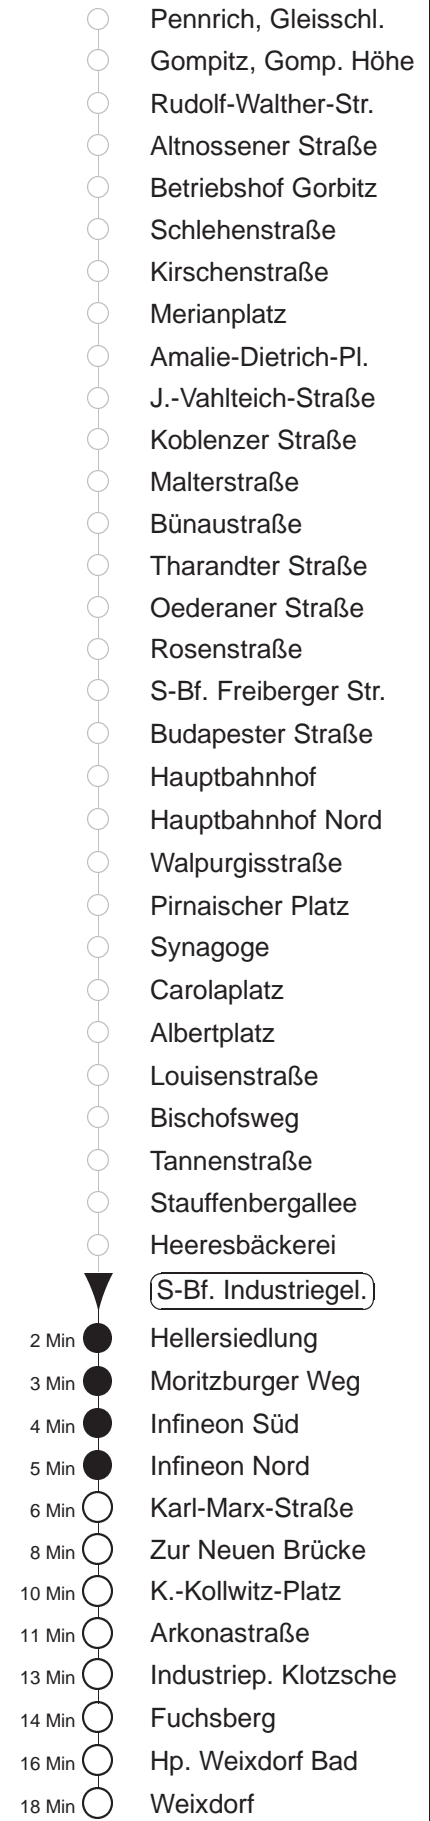 Pennrich, Gleisschl.
Gompitz, Gomp. Höhe
Rudolf-Walther-Str.
Altnossener Straße
Betriebshof Gorbitz
Schlehenstraße
Kirschenstraße
Merianplatz
Amalie-Dietrich-Pl.
J.-Vahlteich-Straße
Koblenzer Straße
Malterstraße
Bünaustraße
Tharandter Straße
Oederaner Straße
Rosenstraße
S-Bf. Freiberger Str.
Budapester Straße
Hauptbahnhof
Hauptbahnhof Nord
Walpurgisstraße
Pirnaischer Platz
Synagoge
Carolaplatz
Albertplatz
Louisenstraße
Bischofsweg
Tannenstraße
Stauffenbergallee
Heeresbäckerei
S-Bf. Industriegel.
2 Min Hellersiedlung
3 Min Moritzburger Weg
4 Min Infineon Süd
5 Min Infineon Nord
6 Min Karl-Marx-Straße
8 Min Zur Neuen Brücke
10 Min K.-Kollwitz-Platz
11 Min Arkonastraße
13 Min Industriep. Klotzsche
14 Min Fuchsberg
16 Min Hp. Weixdorf Bad
18 Min Weixdorf